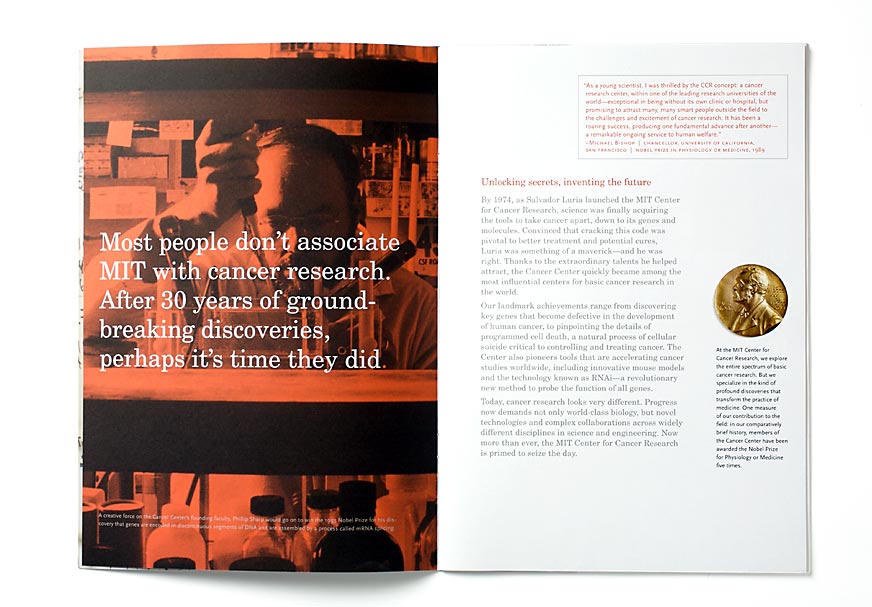 Most people don't associate
MIT with cancer research.
After 30 years of ground-
breaking discoveries,
perhaps it's time they did.
A creative force on the Cancer Center's founding faculty, Phillip Sharp would go on to win the 1993 Nobel Prize for his dis-
covery that genes are encoded in discontinuous segments of DNA and are assembled by a process called mRNA splicing.
"As a young scientist, I was thrilled by the CCR concept: a cancer
research center, within one of the leading research universities of the
world—exceptional in being without its own clinic or hospital, but
promising to attract many, many smart people outside the field to
the challenges and excitement of cancer research. It has been a
roaring success, producing one fundamental advance after another—
a remarkable ongoing service to human welfare."
–Michael Bishop | Chancellor, University of California,
San Francisco | Nobel Prize in Physiology or Medicine, 1989
Unlocking secrets, inventing the future
By 1974, as Salvador Luria launched the MIT Center
for Cancer Research, science was finally acquiring
the tools to take cancer apart, down to its genes and
molecules. Convinced that cracking this code was
pivotal to better treatment and potential cures,
Luria was something of a maverick—and he was
right. Thanks to the extraordinary talents he helped
attract, the Cancer Center quickly became among the
most influential centers for basic cancer research in
the world.
Our landmark achievements range from discovering
key genes that become defective in the development
of human cancer, to pinpointing the details of
programmed cell death, a natural process of cellular
suicide critical to controlling and treating cancer. The
Center also pioneers tools that are accelerating cancer
studies worldwide, including innovative mouse models
and the technology known as RNAi—a revolutionary
new method to probe the function of all genes.
Today, cancer research looks very different. Progress
now demands not only world-class biology, but novel
technologies and complex collaborations across widely
different disciplines in science and engineering. Now
more than ever, the MIT Center for Cancer Research
is primed to seize the day.
At the MIT Center for
Cancer Research, we explore
the entire spectrum of basic
cancer research. But we
specialize in the kind of
profound discoveries that
transform the practice of
medicine. One measure
of our contribution to the
field: in our comparatively
brief history, members of
the Cancer Center have been
awarded the Nobel Prize
for Physiology or Medicine
five times.